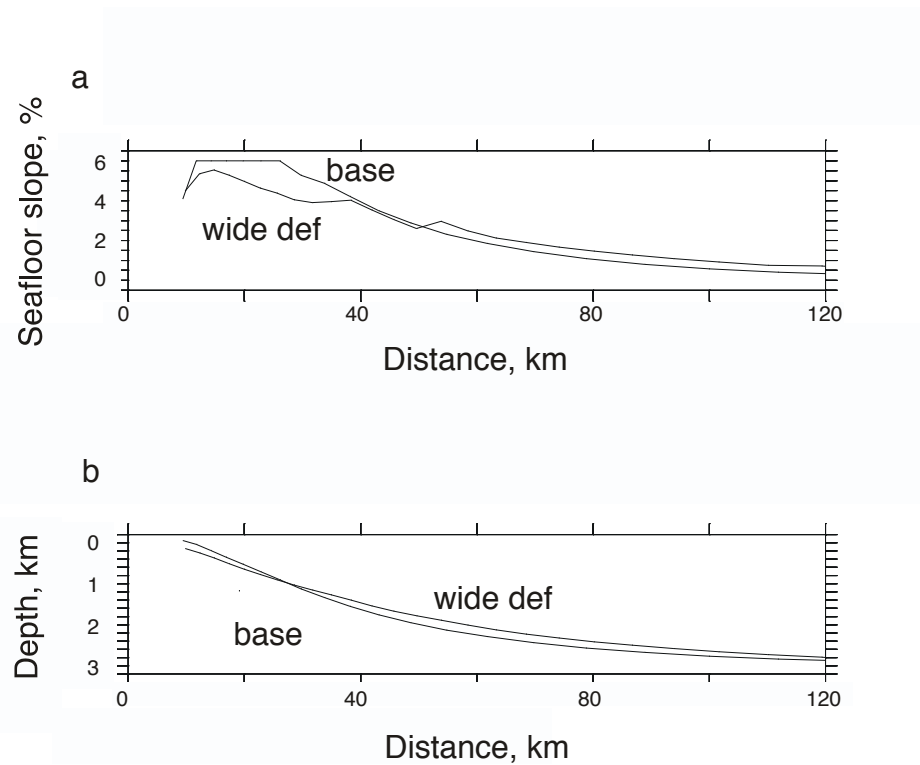 a
Seafloor slope, %
6
4
2
0
base
wide def
0 40 80 120
Distance, km
b
Depth, km
0
1
2
3
wide def
base
0 40 80 120
Distance, km